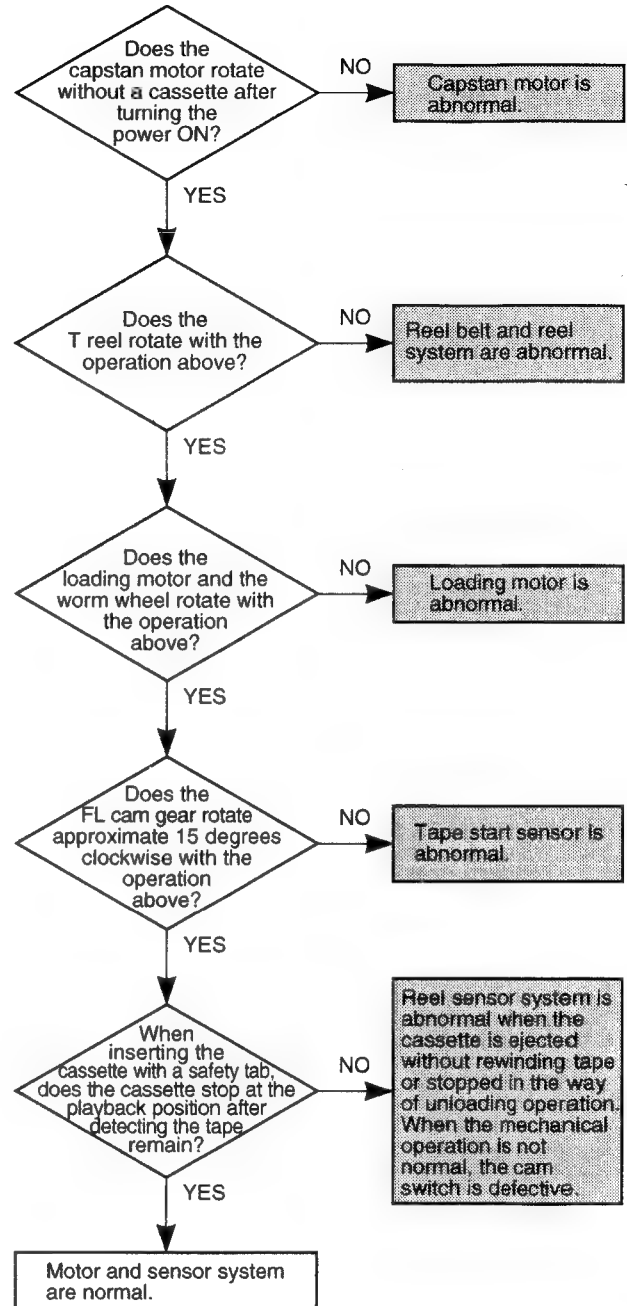 Does the
capstan motor rotate
without a cassette after
turning the
power ON?
NO
Capstan motor is
abnormal.
YES
Does the
T reel rotate with the
operation above?
NO
Reel belt and reel
system are abnormal.
YES
Does the
loading motor and the
worm wheel rotate with
the operation
above?
NO
Loading motor is
abnormal.
YES
Does the
FL cam gear rotate
approximate 15 degrees
clockwise with the
operation
above?
NO
Tape start sensor is
abnormal.
YES
When
inserting the
cassette with a safety tab,
does the cassette stop at the
playback position after
detecting the tape
remain?
NO
Reel sensor system is
abnormal when the
cassette is ejected
without rewinding tape
or stopped in the way
of unloading operation.
When the mechanical
operation is not
normal, the cam
switch is defective.
YES
Motor and sensor system
are normal.